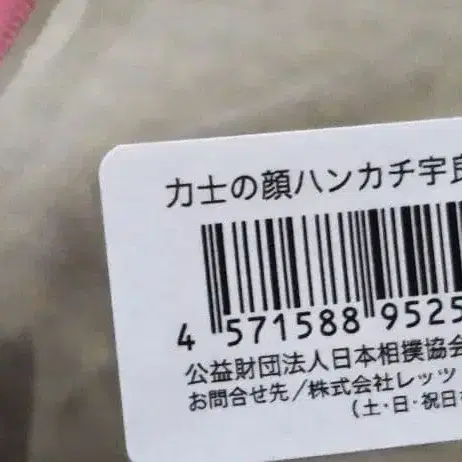 力士の顔ハンカチ宇良
4 571588 9525
公益財団法人日本相撲協会
お問合せ先/株式会社レッツ
(土・日・祝日